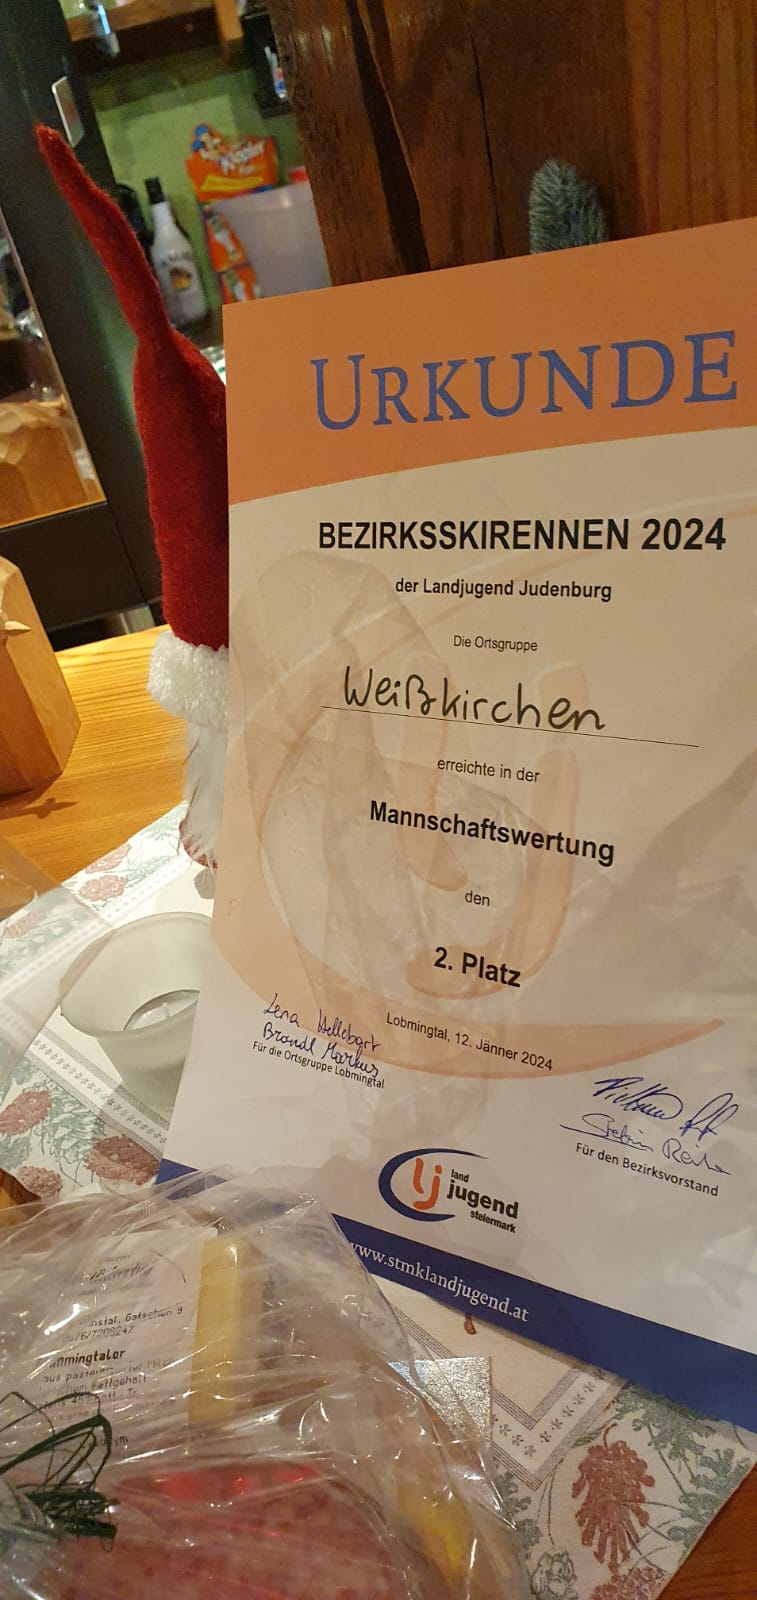 URKUNDE
BEZIRKSSKIRENNEN 2024
der Landjugend Judenburg
Die Ortsgruppe
Weißkirchen
erreichte in der
Mannschaftswertung
den
2. Platz
Lobmingtal, 12. Jänner 2024
Lena
Brandl Markus
Für die Ortsgruppe Lobmingtal
Für den Bezirksvorstand
lj
land
jugend
steiermark
www.stmklandjugend.at